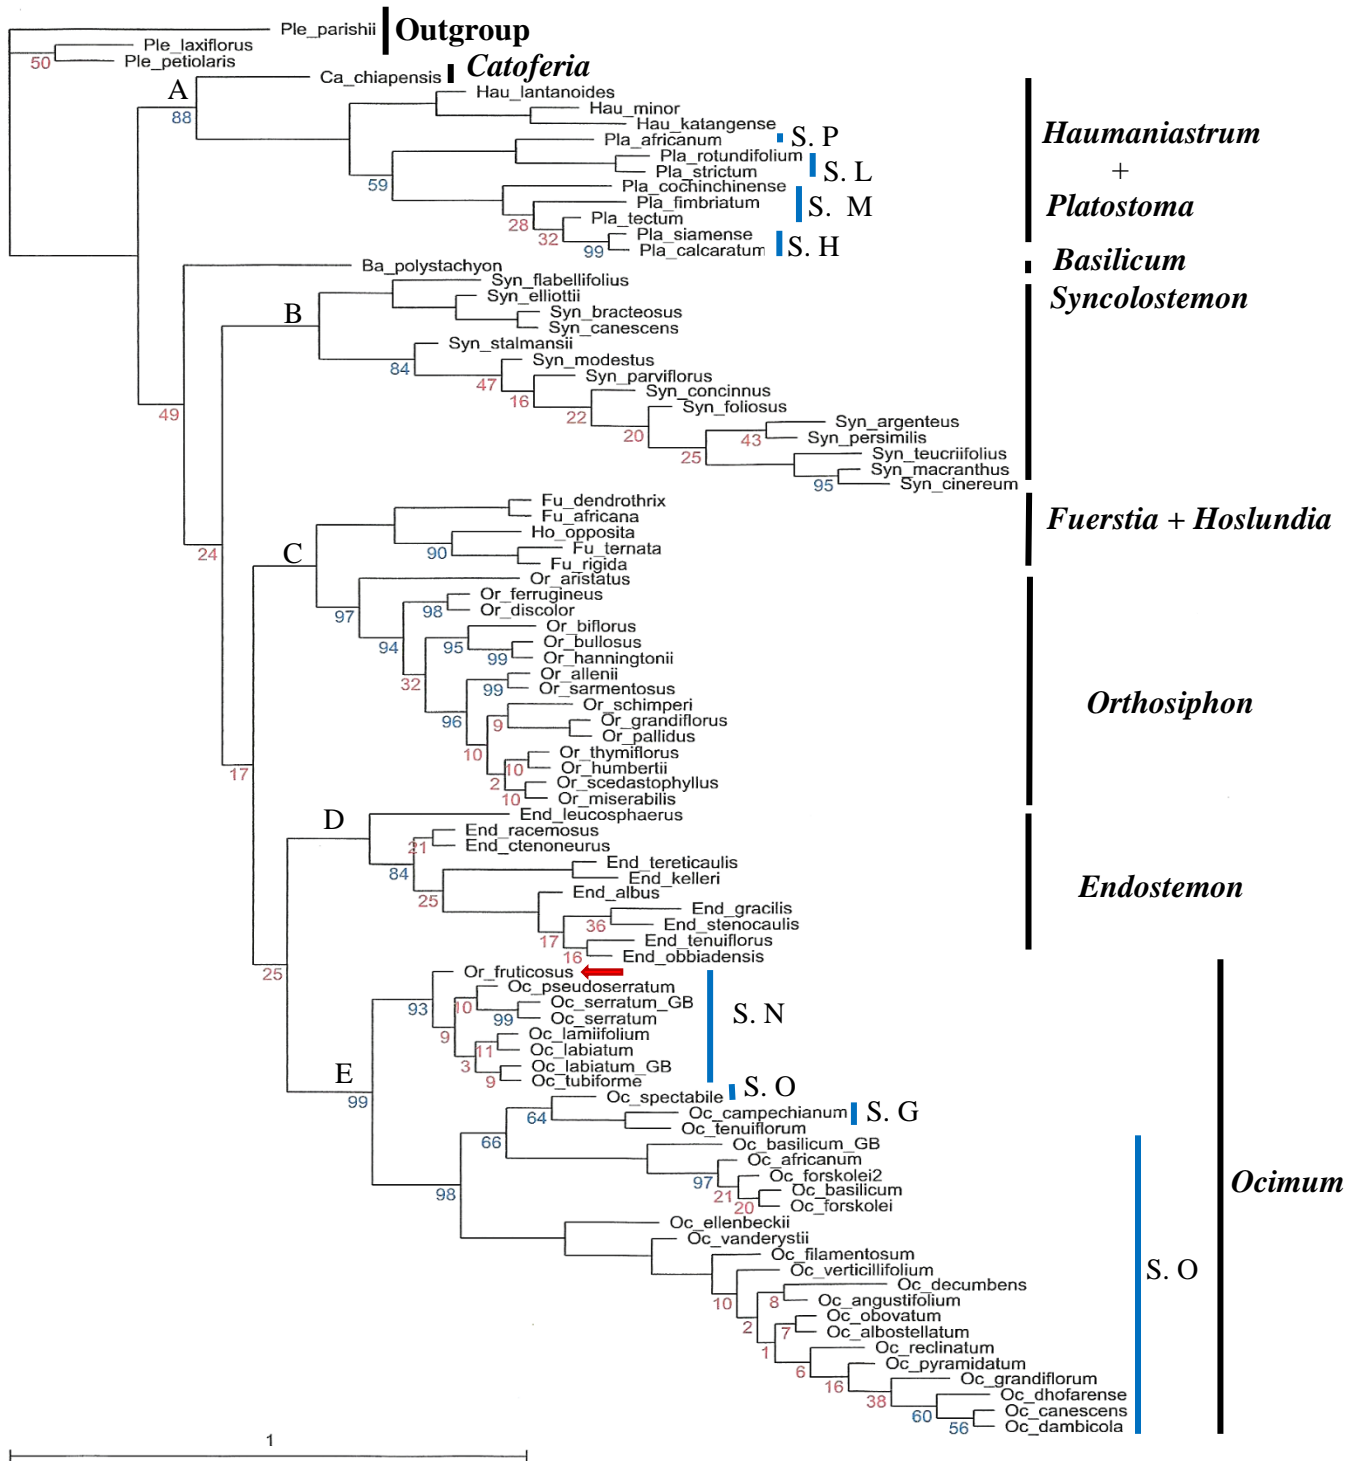 Ple_parishii
Outgroup
Ple_laxiflorus
50
Ple_petiolaris
Catoferia
Ca_chiapensis
A
88
Hau_lantanoides
Hau_minor
Hau_katangense
Haumaniastrum
+
Platostoma
Pla_africanum
S. P
Pla_rotundifolium
Pla_strictum
S. L
59
Pla_cochinchinense
Pla_fimbriatum
S. M
28
Pla_tectum
32
Pla_siamense
99
Pla_calcaratum
S. H
Ba_polystachyon
Basilicum
Syn_flabellifolius
Syncolostemon
Syn_elliottii
B
Syn_bracteosus
Syn_canescens
Syn_stalmansii
84
Syn_modestus
47
Syn_parviflorus
16
Syn_concinnus
22
Syn_foliosus
20
Syn_argenteus
43
Syn_persimilis
25
Syn_teucriifolius
Syn_macranthus
95
Syn_cinereum
49
Fu_dendrothrix
Fu_africana
Fuerstia + Hoslundia
Ho_opposita
24
C
90
Fu_ternata
Fu_rigida
Or_aristatus
97
Or_ferrugineus
98
Or_discolor
94
Or_biflorus
95
Or_bullosus
99
Or_hanningtonii
32
Or_allenii
99
Or_sarmentosus
Orthosiphon
96
Or_schimperi
9
Or_grandiflorus
Or_pallidus
10
Or_thymiflorus
10
Or_humbertii
2
Or_scedastophyllus
10
Or_miserabilis
17
End_leucosphaerus
D
End_racemosus
21
End_ctenoneurus
84
End_tereticaulis
End_kelleri
Endostemon
25
End_albus
End_gracilis
36
End_stenocaulis
17
End_tenuiflorus
16
End_obbiadensis
25
Or_fruticosus
93
Oc_pseudoserratum
10
Oc_serratum_GB
99
Oc_serratum
S. N
9
Oc_lamiifolium
11
Oc_labiatum
3
Oc_labiatum_GB
9
Oc_tubiforme
E
99
Oc_spectabile
S. O
64
Oc_campechianum
S. G
Oc_tenuiflorum
66
Oc_basilicum_GB
Oc_africanum
97
Oc_forskolei2
21
Oc_basilicum
20
Oc_forskolei
98
Ocimum
Oc_ellenbeckii
Oc_vanderystii
Oc_filamentosum
Oc_verticillifolium
S. O
10
Oc_decumbens
8
Oc_angustifolium
2
Oc_obovatum
7
Oc_albostellatum
1
Oc_reclinatum
6
Oc_pyramidatum
16
Oc_grandiflorum
38
Oc_dhofarense
60
Oc_canescens
56
Oc_dambicola
1